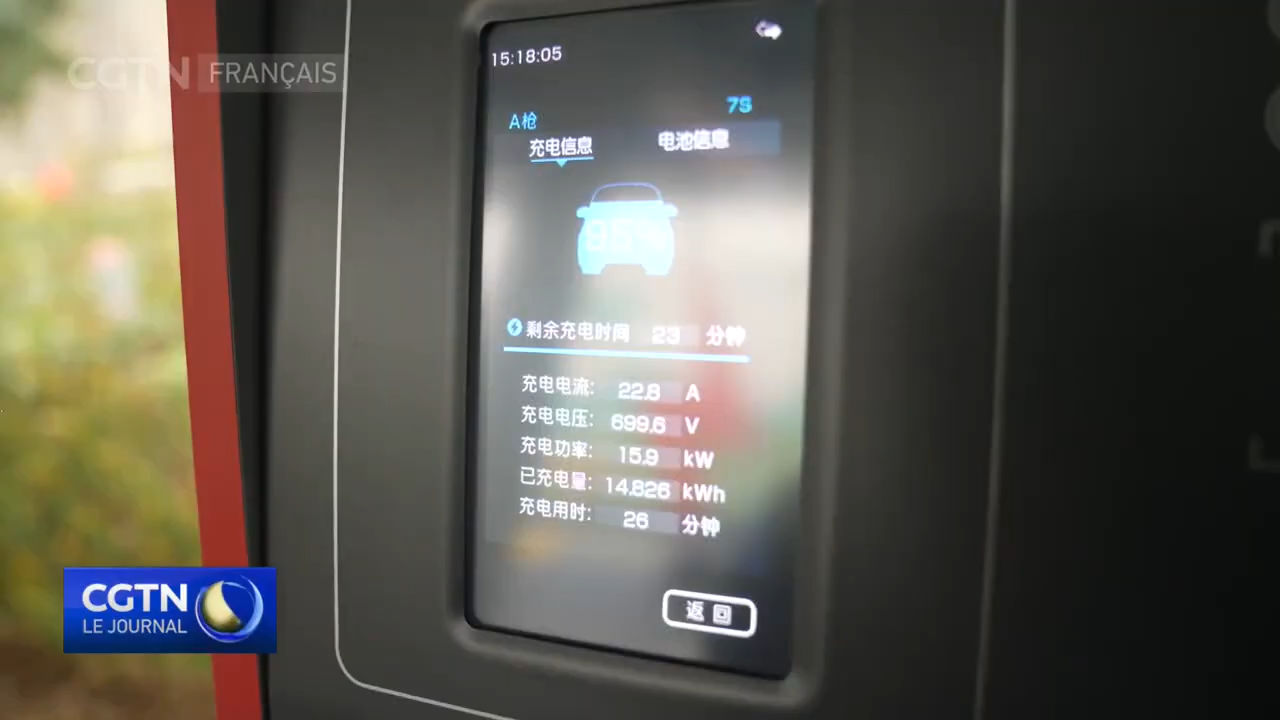 CGTN FRANÇAIS
15:18:05
7S
A枪
充电信息 电池信息
95%
剩余充电时间 23 分钟
充电电流: 22.8 A
充电电压: 699.6 V
充电功率: 15.9 kW
已充电量: 14.826 kWh
充电用时: 26 分钟
返回
CGTN
LE JOURNAL